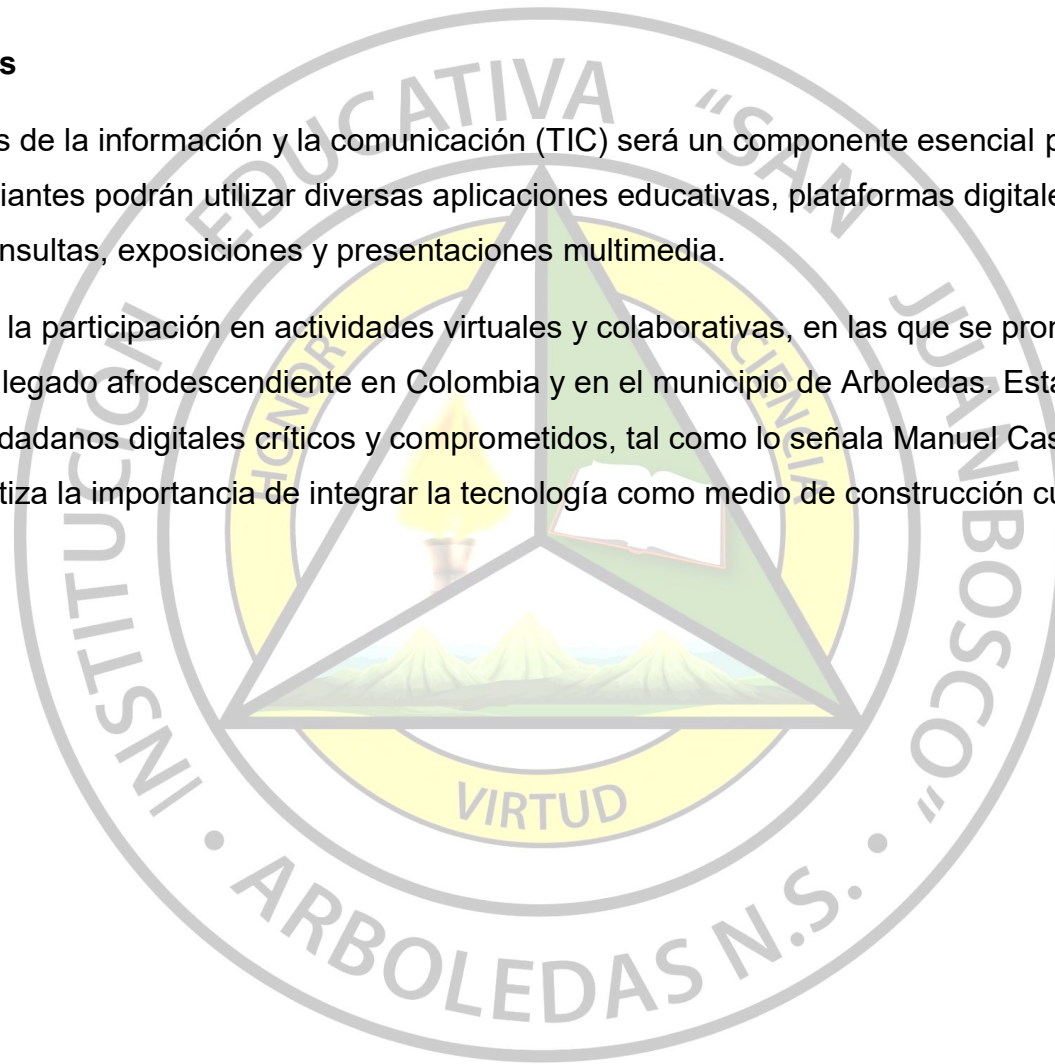 s
s de la información y la comunicación (TIC) será un componente esencial p
iantes podrán utilizar diversas aplicaciones educativas, plataformas digitale
nsultas, exposiciones y presentaciones multimedia.
la participación en actividades virtuales y colaborativas, en las que se pro
legado afrodescendiente en Colombia y en el municipio de Arboledas. Esta
dadanos digitales críticos y comprometidos, tal como lo señala Manuel Cas
tiza la importancia de integrar la tecnología como medio de construcción cu
INSTITUCIÓN EDUCATIVA "SAN JUAN BOSCO"
HONOR
CIENCIA
VIRTUD
• ARBOLEDAS N.S. •